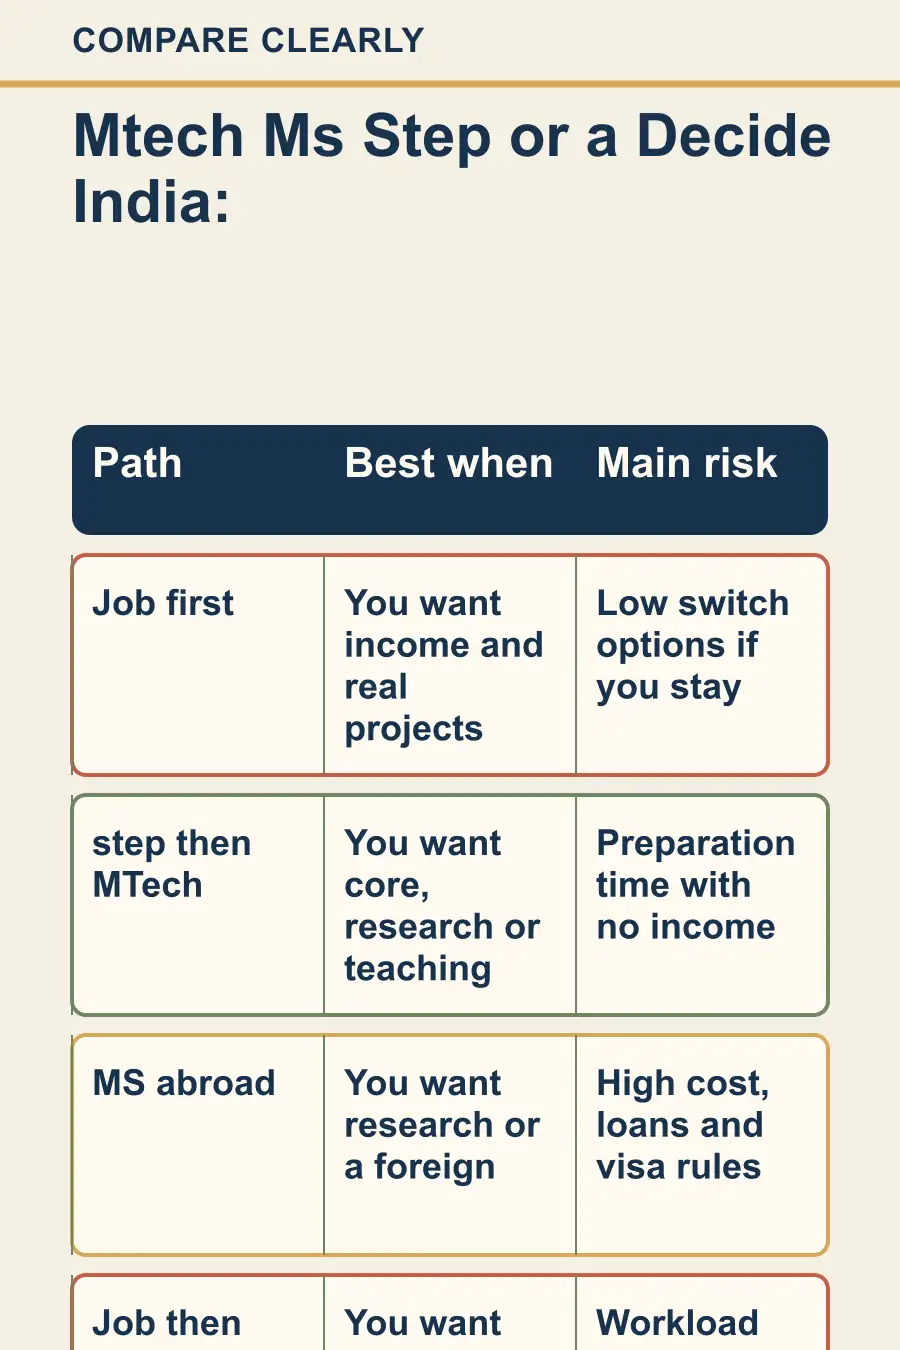 COMPARE CLEARLY
Mtech Ms Step or a Decide
India:
Path
Best when
Main risk
Job first
You want
income and
real
projects
Low switch
options if
you stay
step then
MTech
You want
core,
research or
teaching
Preparation
time with
no income
MS abroad
You want
research or
a foreign
High cost,
loans and
visa rules
Job then
You want
Workload